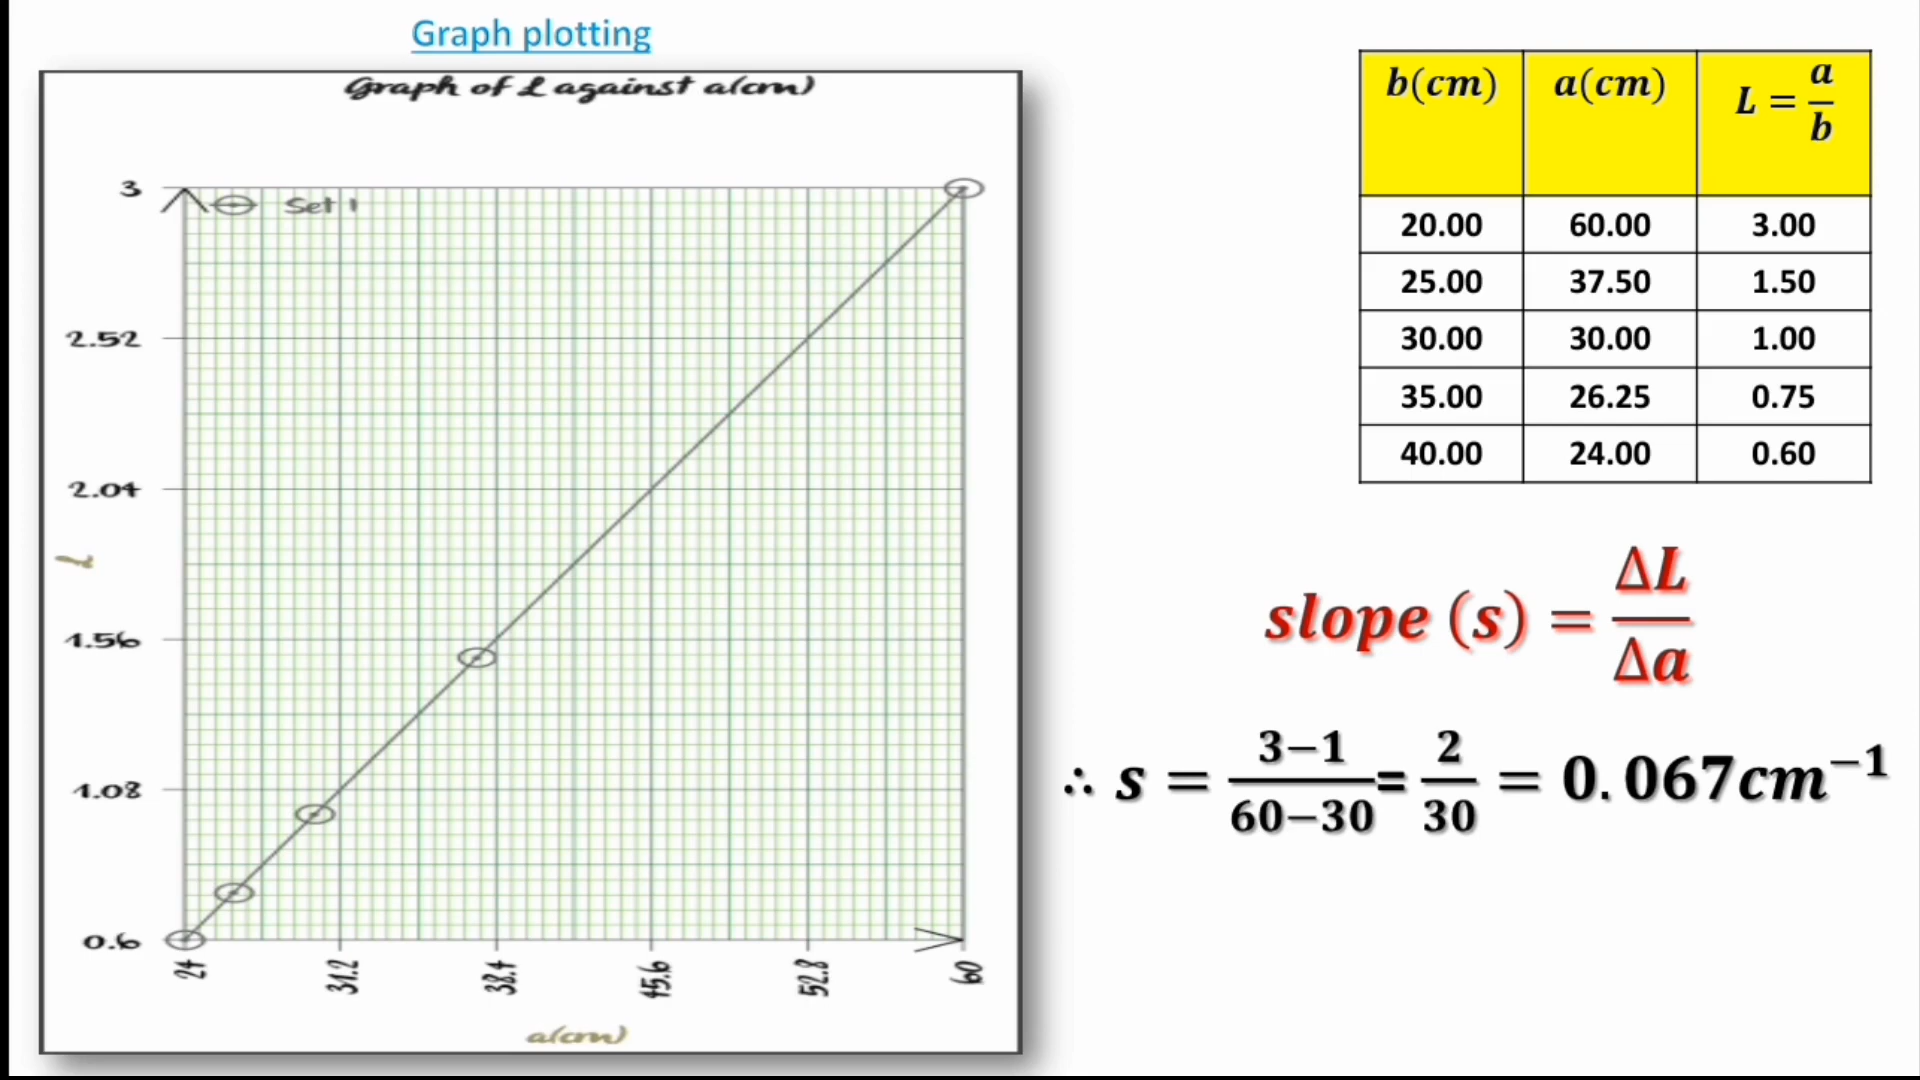 Graph plotting
Graph of L against a(cm)
Set 1
3
2.52
2.04
1.56
1.08
0.6
L
24 31.2 38.4 45.6 52.8 60
a(cm)
b(cm) a(cm) L = a/b
20.00 60.00 3.00
25.00 37.50 1.50
30.00 30.00 1.00
35.00 26.25 0.75
40.00 24.00 0.60
slope (s) = ΔL/Δa
∴ s = 3−1/60−30 = 2/30 = 0.067cm⁻¹